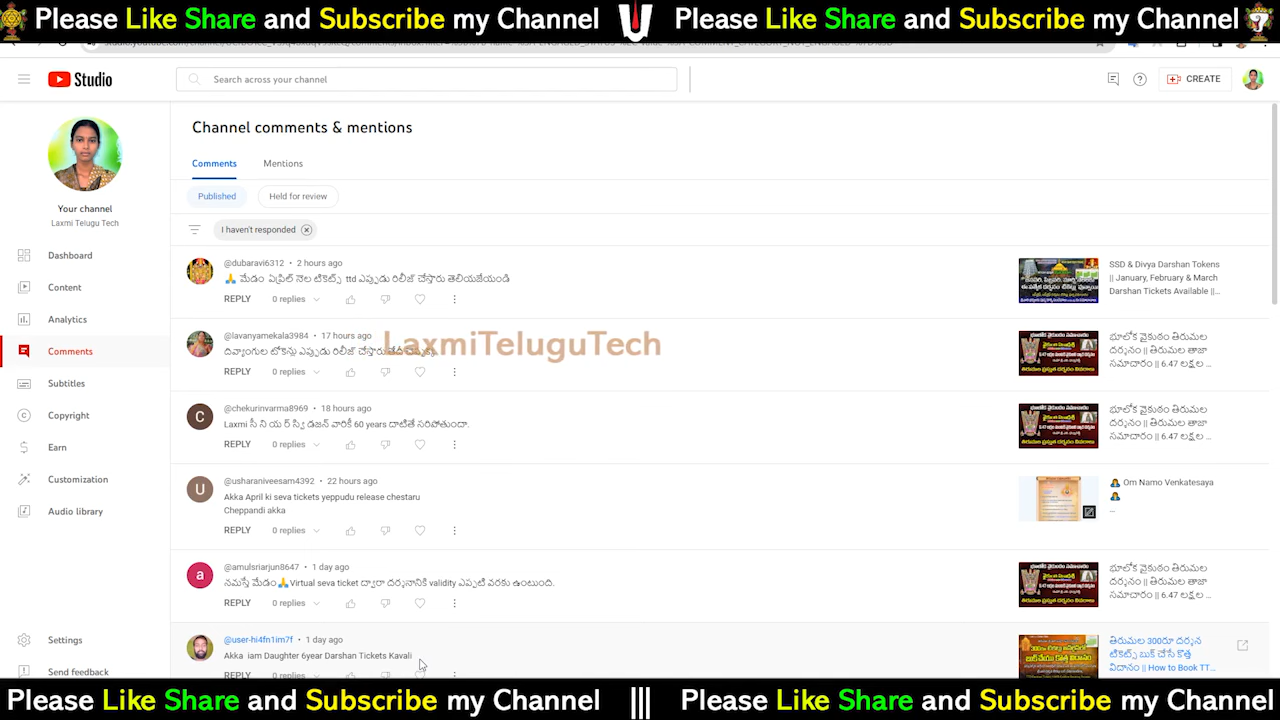 Please Like Share and Subscribe my Channel
Please Like Share and Subscribe my Channel
Studio
Search across your channel
CREATE
Channel comments & mentions
Comments
Mentions
Published
Held for review
I haven't responded
Your channel
Laxmi Telugu Tech
Dashboard
Content
Analytics
Comments
Subtitles
Copyright
Earn
Customization
Audio library
Settings
Send feedback
@dubaravi6312 • 2 hours ago
🙏 మేడం ఏప్రిల్ నెల టికెట్స్ ఎప్పుడు రిలీజ్ చేస్తారు తెలియజేయండి
REPLY 0 replies
SSD & Divya Darshan Tokens
|| January, February & March
Darshan Tickets Available ||...
@lavanyamekala3984 • 17 hours ago
దివ్యాంగుల టోకెన్లు ఎప్పుడు
LaxmiTeluguTech
REPLY 0 replies
భూలోక వైకుంఠం తిరుమల
దర్శనం || తిరుమల తాజా
సమాచారం || 6.47 లక్షల ...
C
@chekurinvarma8969 • 18 hours ago
Laxmi సీ ని య ర్ సి
REPLY 0 replies
భూలోక వైకుంఠం తిరుమల
దర్శనం || తిరుమల తాజా
సమాచారం || 6.47 లక్షల ...
U
@usharaniveesam4392 • 22 hours ago
Akka April ki seva tickets yeppudu release chestaru
Cheppandi akka
REPLY 0 replies
Om Namo Venkatesaya
...
a
@amulsriarjun8647 • 1 day ago
నమస్తే మేడం🙏Virtual seva ticket ద్వారా దర్శనానికి validity ఎప్పటి వరకు ఉంటుంది.
REPLY 0 replies
భూలోక వైకుంఠం తిరుమల
దర్శనం || తిరుమల తాజా
సమాచారం || 6.47 లక్షల ...
@user-hi4fn1im7f • 1 day ago
Akka iam Daughter 6year Darshan Tickets Kavali
తిరుమల 300రూ దర్శన
టికెట్స్ బుక్ చేసే కొత్త
విధానం || How to Book TT...
Please Like Share and Subscribe my Channel
Please Like Share and Subscribe my Channel